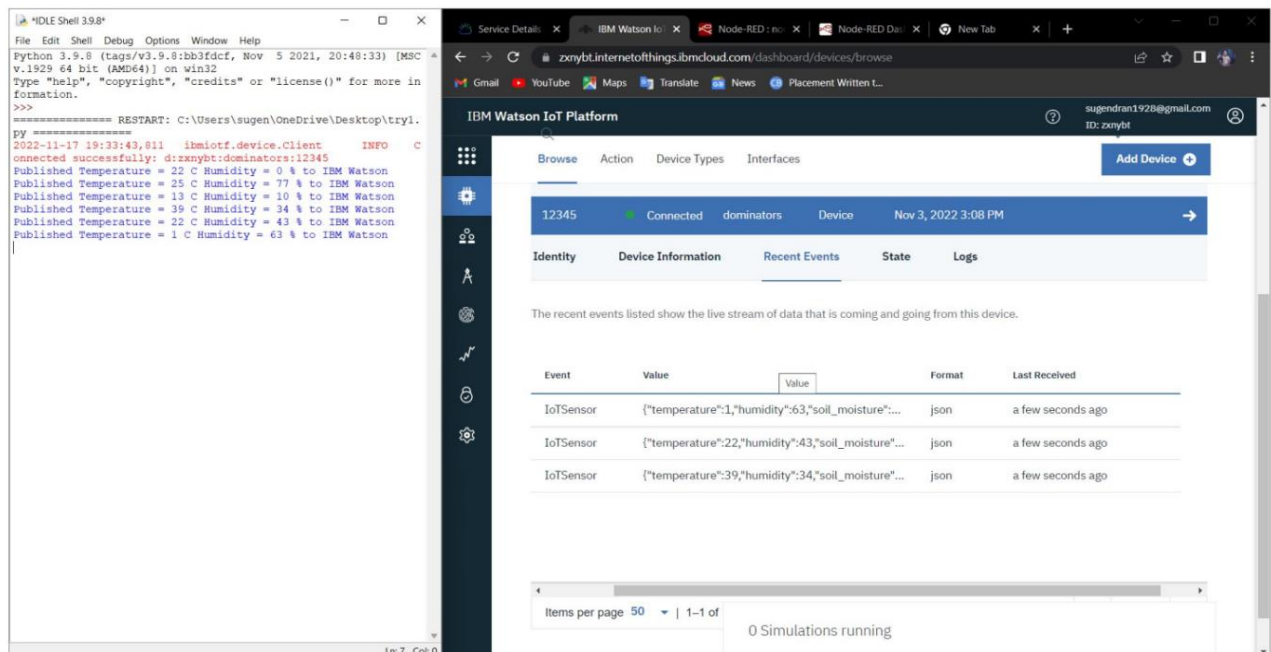 *IDLE Shell 3.9.8*
File Edit Shell Debug Options Window Help
Python 3.9.8 (tags/v3.9.8:bb3fdcf, Nov 5 2021, 20:48:33) [MSC
v.1929 64 bit (AMD64)] on win32
Type "help", "copyright", "credits" or "license()" for more in
formation.
>>>
=============== RESTART: C:\Users\sugen\OneDrive\Desktop\try1.
py ===============
2022-11-17 19:33:43,811 ibmiotf.device.Client INFO C
onnected successfully: d:zxnybt:dominators:12345
Published Temperature = 22 C Humidity = 0 % to IBM Watson
Published Temperature = 25 C Humidity = 77 % to IBM Watson
Published Temperature = 13 C Humidity = 10 % to IBM Watson
Published Temperature = 39 C Humidity = 34 % to IBM Watson
Published Temperature = 22 C Humidity = 43 % to IBM Watson
Published Temperature = 1 C Humidity = 63 % to IBM Watson
Ln: 7 Col: 0
Service Details IBM Watson Io Node-RED : no Node-RED Das New Tab
zxnybt.internetofthings.ibmcloud.com/dashboard/devices/browse
Gmail YouTube Maps Translate News Placement Written t...
IBM Watson IoT Platform
sugendran1928@gmail.com
ID: zxnybt
Browse Action Device Types Interfaces Add Device
12345 Connected dominators Device Nov 3, 2022 3:08 PM
Identity Device Information Recent Events State Logs
The recent events listed show the live stream of data that is coming and going from this device.
Event Value Format Last Received
Value
IoTSensor {"temperature":1,"humidity":63,"soil_moisture":... json a few seconds ago
IoTSensor {"temperature":22,"humidity":43,"soil_moisture"... json a few seconds ago
IoTSensor {"temperature":39,"humidity":34,"soil_moisture"... json a few seconds ago
Items per page 50 | 1–1 of
0 Simulations running